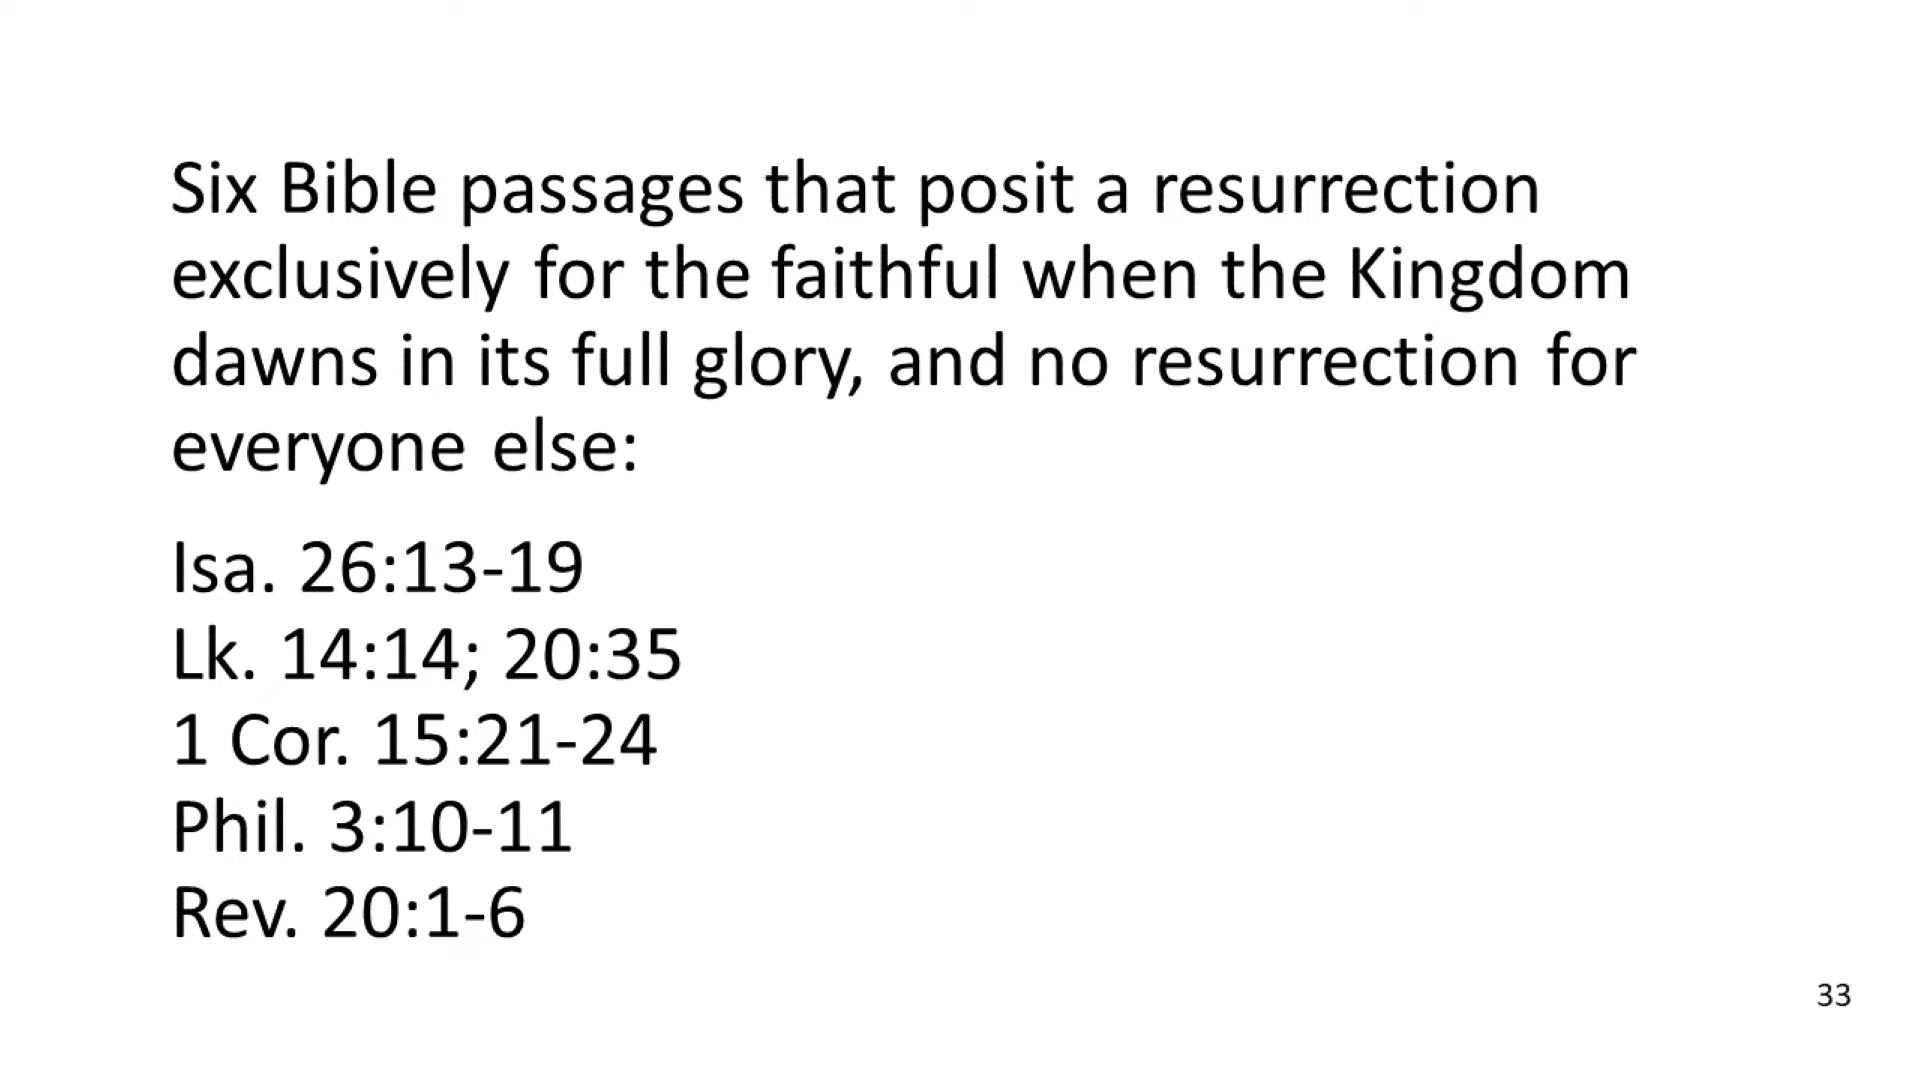 Six Bible passages that posit a resurrection
exclusively for the faithful when the Kingdom
dawns in its full glory, and no resurrection for
everyone else:
Isa. 26:13-19
Lk. 14:14; 20:35
1 Cor. 15:21-24
Phil. 3:10-11
Rev. 20:1-6
33